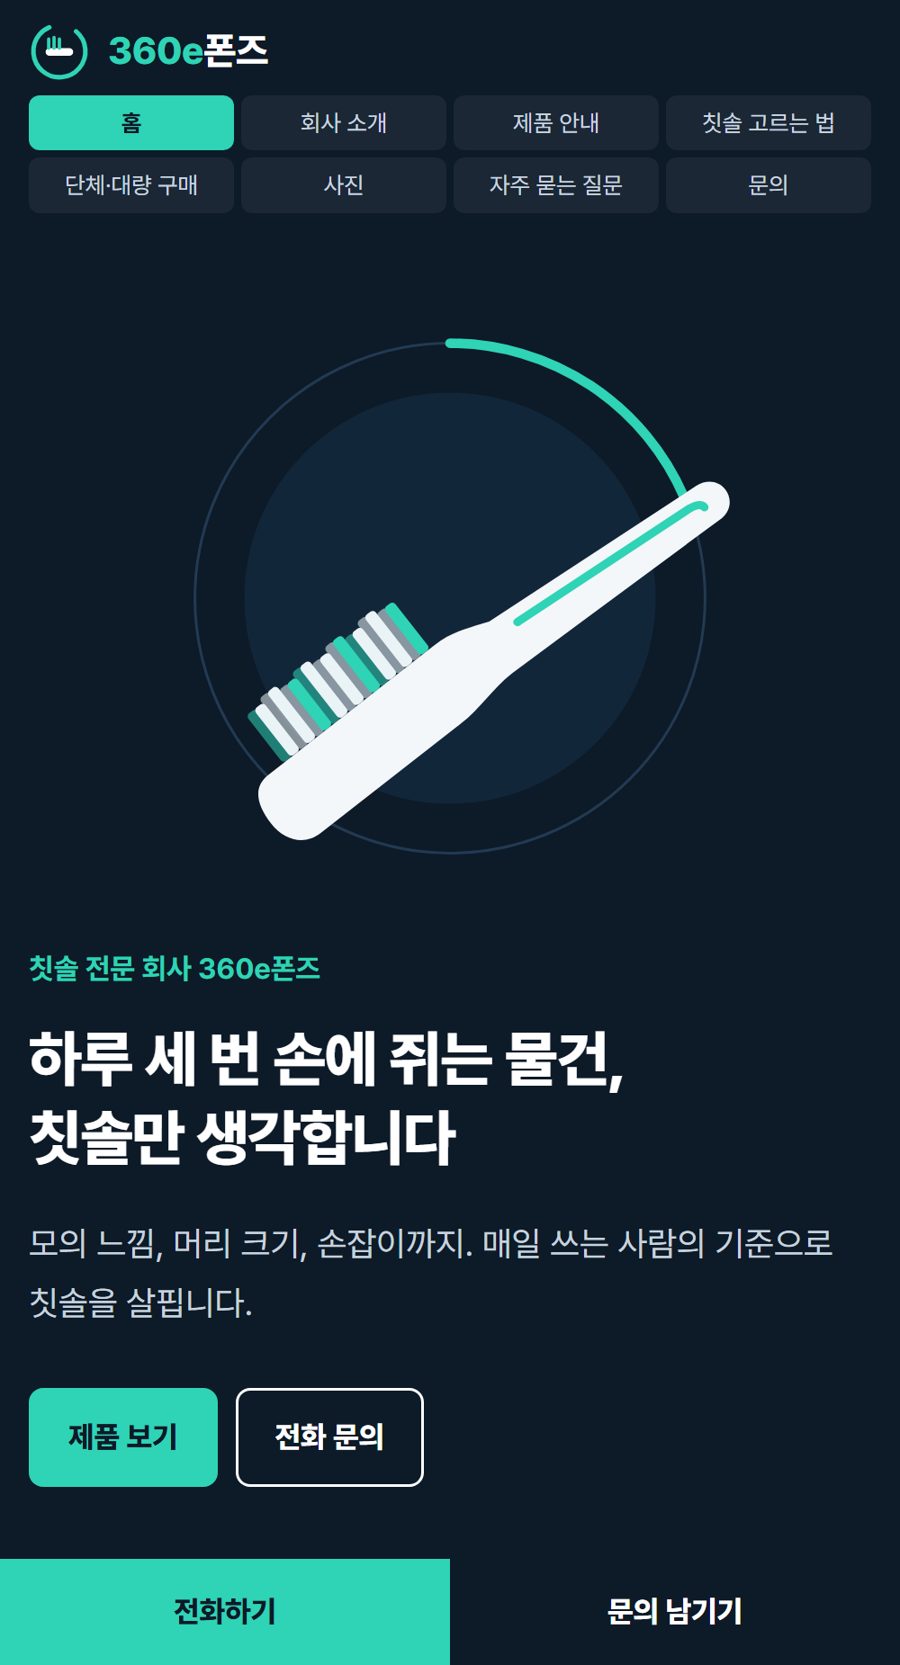 360e폰즈
홈
회사 소개
제품 안내
칫솔 고르는 법
단체·대량 구매
사진
자주 묻는 질문
문의
칫솔 전문 회사 360e폰즈
하루 세 번 손에 쥐는 물건,
칫솔만 생각합니다
모의 느낌, 머리 크기, 손잡이까지. 매일 쓰는 사람의 기준으로
칫솔을 살핍니다.
제품 보기
전화 문의
전화하기
문의 남기기